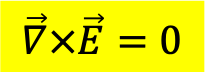 ∇⃗×E⃗ = 0